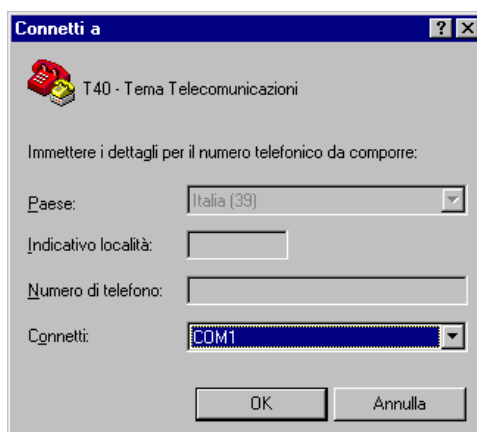 Connetti a
T40 - Tema Telecomunicazioni
Immettere i dettagli per il numero telefonico da comporre:
Paese: Italia (39)
Indicativo località:
Numero di telefono:
Connetti: COM1
OK Annulla